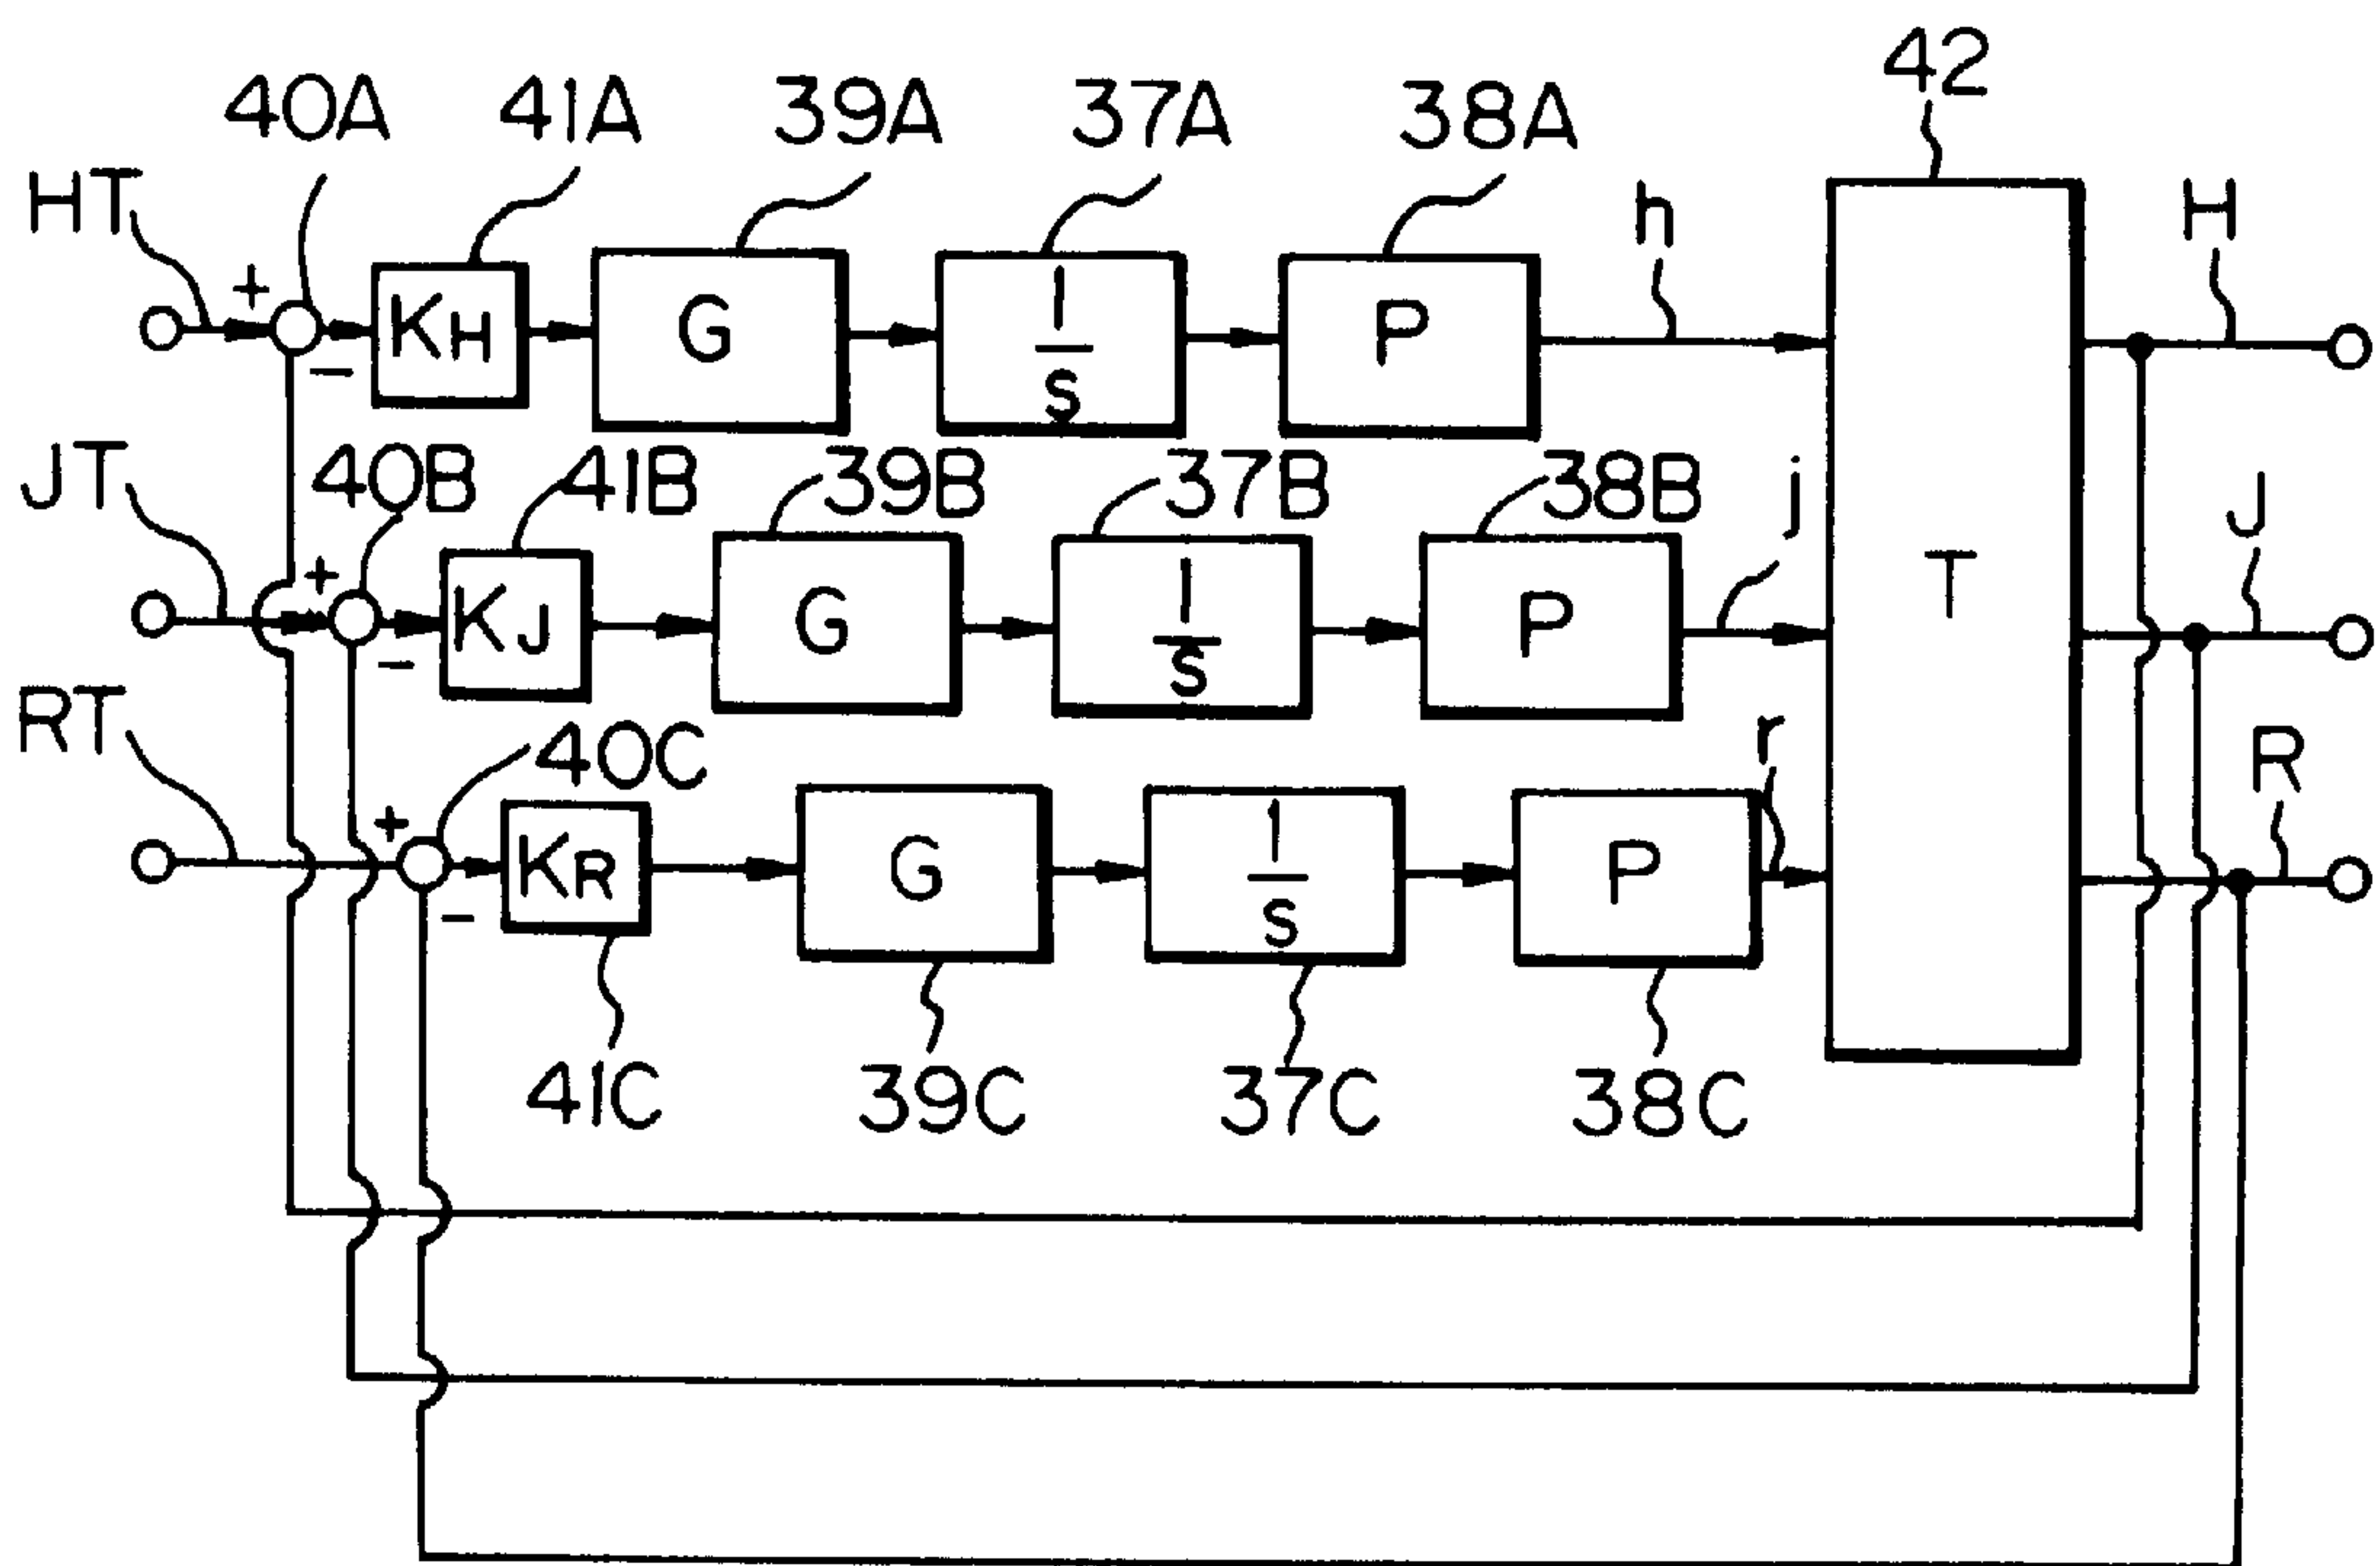 42
40A 41A 39A 37A 38A
HT h H
+ KH G 1/s P
−
JT 40B 41B 39B 37B 38B j J
+ KJ G 1/s P T
−
RT 40C r R
+ KR G 1/s P
−
41C 39C 37C 38C